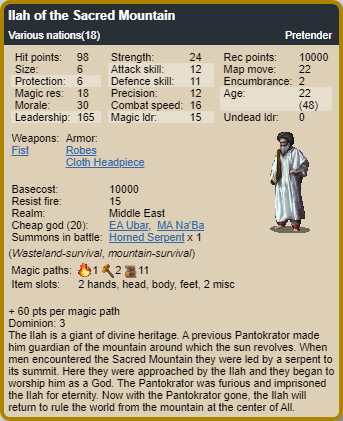 Ilah of the Sacred Mountain
Various nations(18) Pretender
Hit points: 98 Strength: 24 Rec points: 10000
Size: 6 Attack skill: 12 Map move: 22
Protection: 6 Defence skill: 11 Encumbrance: 2
Magic res: 18 Precision: 12 Age: 22
Morale: 30 Combat speed: 16 (48)
Leadership: 165 Magic ldr: 15 Undead ldr: 0
Weapons: Armor:
Fist Robes
Cloth Headpiece
Basecost: 10000
Resist fire: 15
Realm: Middle East
Cheap god (20): EA Ubar, MA Na'Ba
Summons in battle: Horned Serpent x 1
(Wasteland-survival, mountain-survival)
Magic paths: 1 2 11
Item slots: 2 hands, head, body, feet, 2 misc
+ 60 pts per magic path
Dominion: 3
The Ilah is a giant of divine heritage. A previous Pantokrator made
him guardian of the mountain around which the sun revolves. When
men encountered the Sacred Mountain they were led by a serpent to
its summit. Here they were approached by the Ilah and they began to
worship him as a God. The Pantokrator was furious and imprisoned
the Ilah for eternity. Now with the Pantokrator gone, the Ilah will
return to rule the world from the mountain at the center of All.